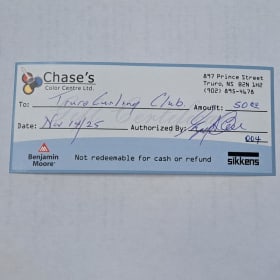 Chase's
Color Centre Ltd.
897 Prince Street
Truro, NS B2N 1H2
(902) 895-4678
To: Truro Curling Club. Amount: 50.00
Date: Nov 14/25 Authorized By:
004
Benjamin
Moore
Not redeemable for cash or refund
sikkens